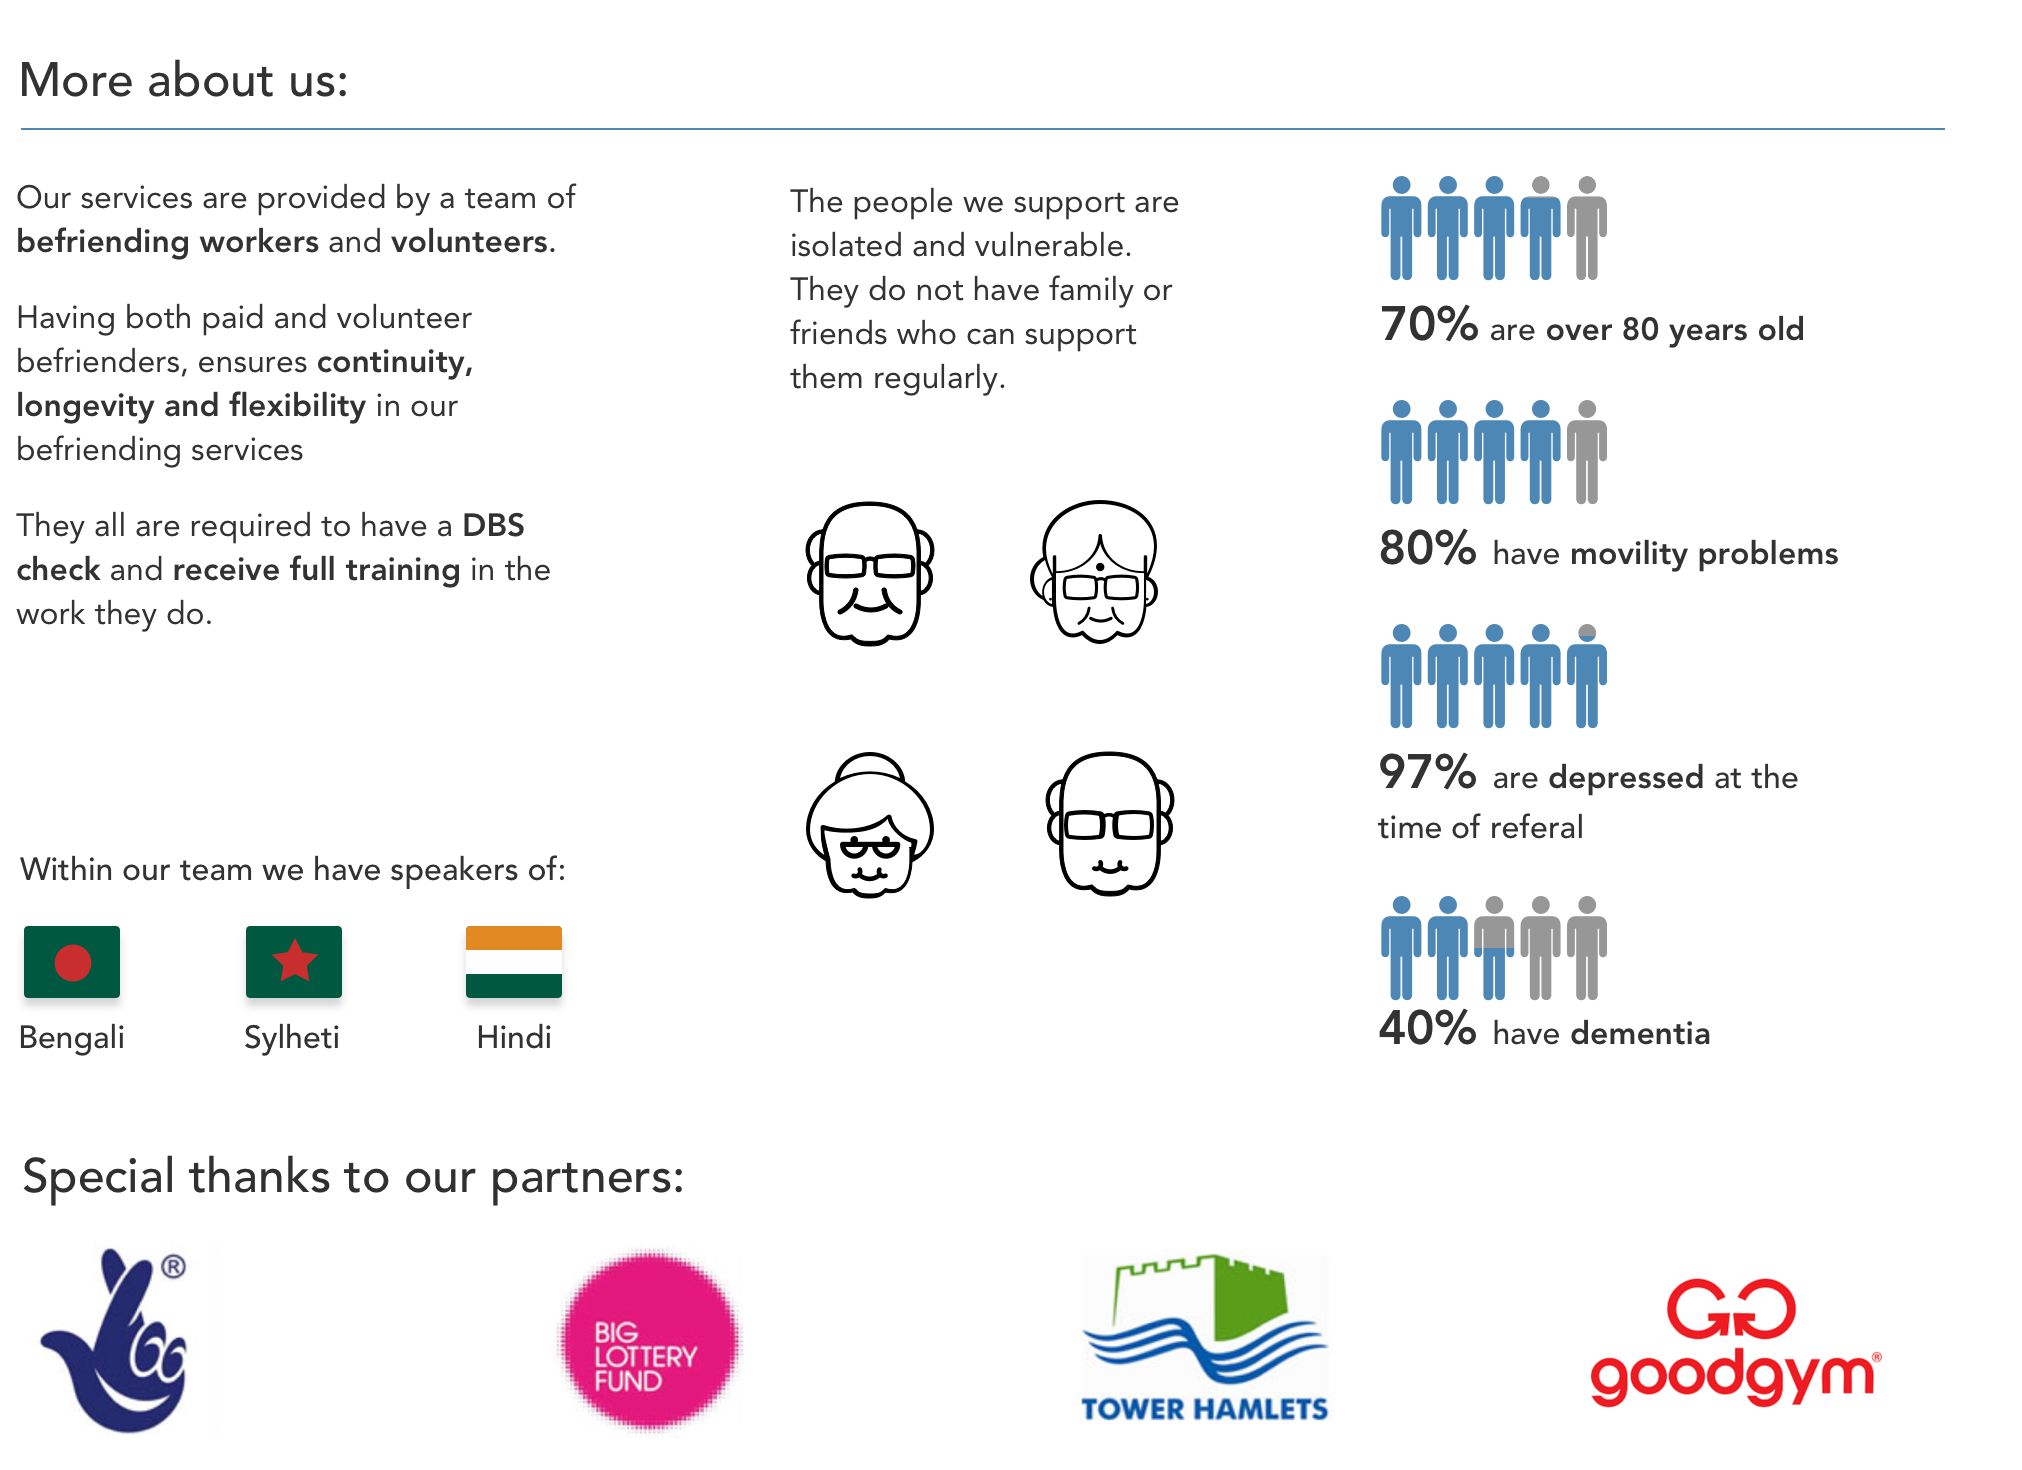 More about us:
Our services are provided by a team of
befriending workers and volunteers.
Having both paid and volunteer
befrienders, ensures continuity,
longevity and flexibility in our
befriending services
They all are required to have a DBS
check and receive full training in the
work they do.
Within our team we have speakers of:
Bengali
Sylheti
Hindi
The people we support are
isolated and vulnerable.
They do not have family or
friends who can support
them regularly.
70% are over 80 years old
80% have movility problems
97% are depressed at the
time of referal
40% have dementia
Special thanks to our partners:
®
BIG
LOTTERY
FUND
TOWER HAMLETS
goodgym®